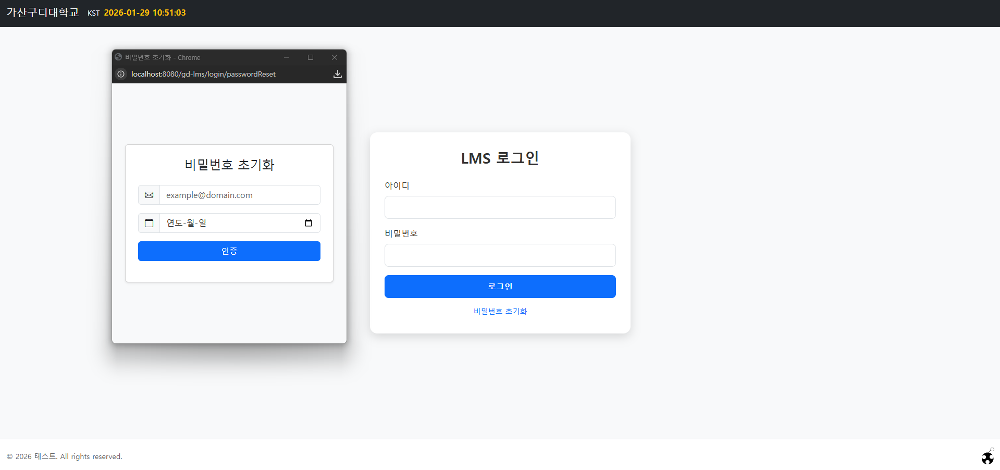 가산구디대학교 KST 2026-01-29 10:51:03
비밀번호 초기화 - Chrome
localhost:8080/gd-lms/login/passwordReset
비밀번호 초기화
example@domain.com
연도-월-일
인증
LMS 로그인
아이디
비밀번호
로그인
비밀번호 초기화
© 2026 테스트. All rights reserved.